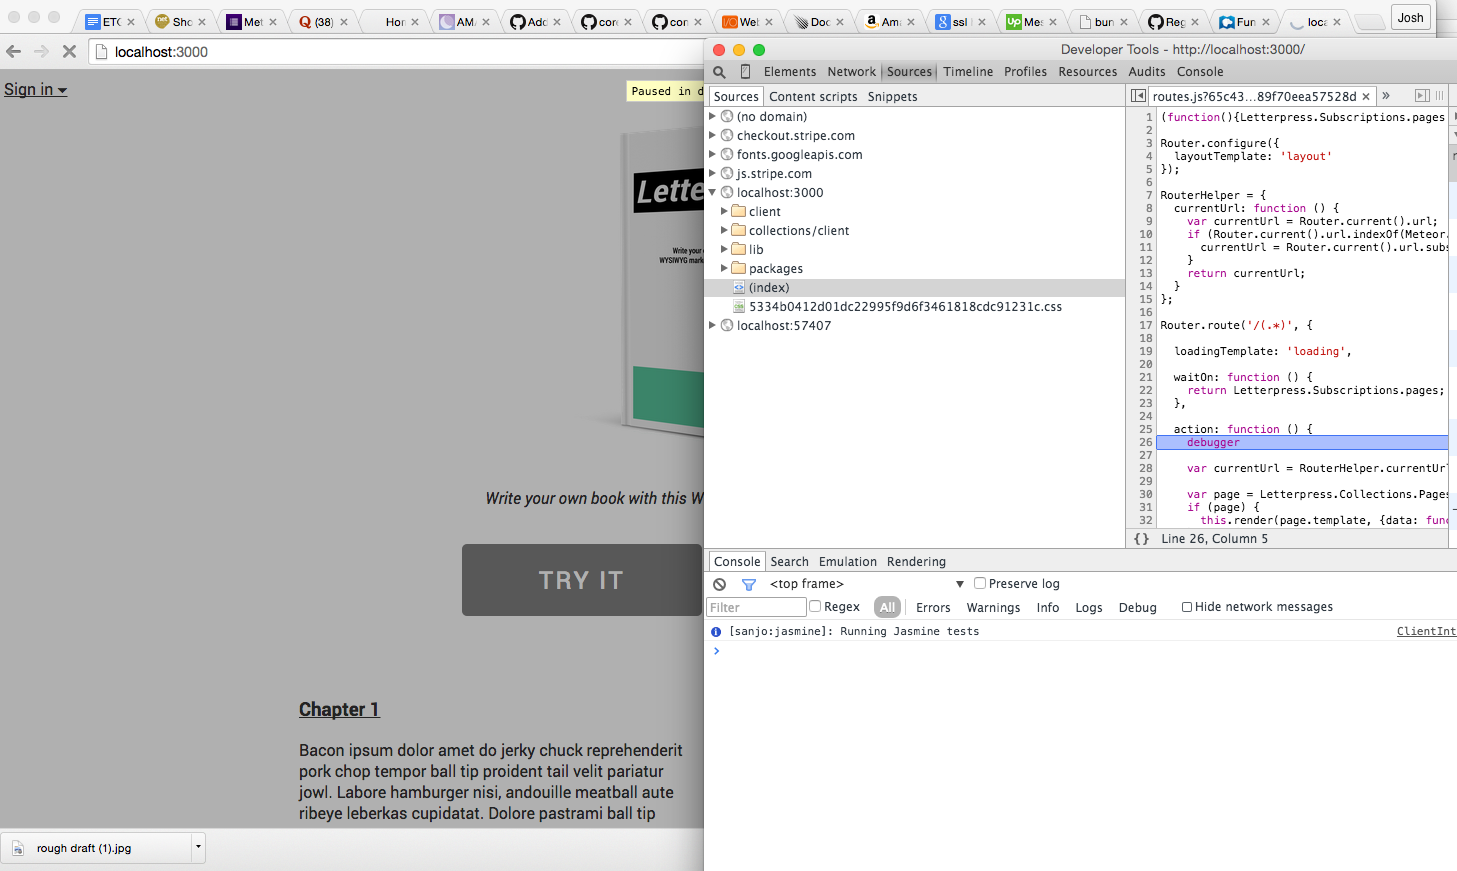 ETC
Sho
Met
Q (38)
Hor
AMA
Add
con
con
I/O Wel
Doc
a Ama
g ssl
Up Mes
bun
Reg
Fun
loca
Josh
localhost:3000
Sign in
Paused in d
Lette
Write your
WYSIWYG mark
Write your own book with this W
TRY IT
Chapter 1
Bacon ipsum dolor amet do jerky chuck reprehenderit
pork chop tempor ball tip proident tail velit pariatur
jowl. Labore hamburger nisi, andouille meatball aute
ribeye leberkas cupidatat. Dolore pastrami ball tip
rough draft (1).jpg
Developer Tools - http://localhost:3000/
Elements Network Sources Timeline Profiles Resources Audits Console
Sources Content scripts Snippets
(no domain)
checkout.stripe.com
fonts.googleapis.com
js.stripe.com
localhost:3000
client
collections/client
lib
packages
<> (index)
5334b0412d01dc22995f9d6f3461818cdc91231c.css
localhost:57407
routes.js?65c43...89f70eea57528d × »
1 (function(){Letterpress.Subscriptions.pages
2
3 Router.configure({
4 layoutTemplate: 'layout'
5 });
6
7 RouterHelper = {
8 currentUrl: function () {
9 var currentUrl = Router.current().url;
10 if (Router.current().url.indexOf(Meteor.
11 currentUrl = Router.current().url.subs
12 }
13 return currentUrl;
14 }
15 };
16
17 Router.route('/(.*)', {
18
19 loadingTemplate: 'loading',
20
21 waitOn: function () {
22 return Letterpress.Subscriptions.pages;
23 },
24
25 action: function () {
26 debugger
27
28 var currentUrl = RouterHelper.currentUrl
29
30 var page = Letterpress.Collections.Pages
31 if (page) {
32 this.render(page.template, {data: func
{} Line 26, Column 5
Console Search Emulation Rendering
<top frame> ▼ Preserve log
Filter Regex All Errors Warnings Info Logs Debug Hide network messages
[sanjo:jasmine]: Running Jasmine tests ClientInt
>